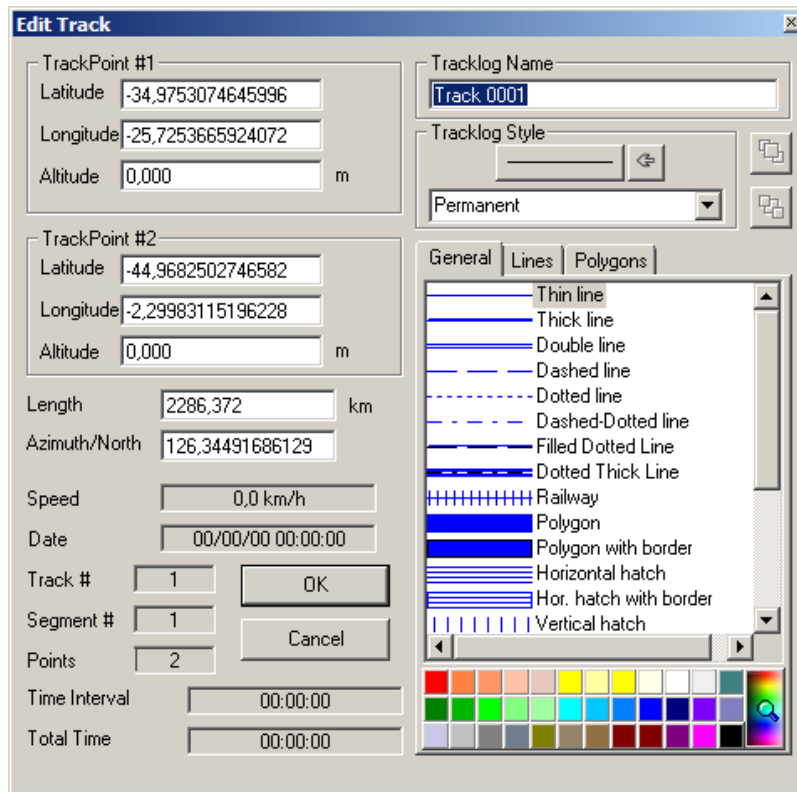 Edit Track
TrackPoint #1
Latitude -34,9753074645996
Longitude -25,7253665924072
Altitude 0,000 m
TrackPoint #2
Latitude -44,9682502746582
Longitude -2,29983115196228
Altitude 0,000 m
Length 2286,372 km
Azimuth/North 126,34491686129
Speed 0,0 km/h
Date 00/00/00 00:00:00
Track # 1
Segment # 1
Points 2
OK
Cancel
Time Interval 00:00:00
Total Time 00:00:00
Tracklog Name
Track 0001
Tracklog Style
Permanent
General Lines Polygons
Thin line
Thick line
Double line
Dashed line
Dotted line
Dashed-Dotted line
Filled Dotted Line
Dotted Thick Line
Railway
Polygon
Polygon with border
Horizontal hatch
Hor. hatch with border
Vertical hatch